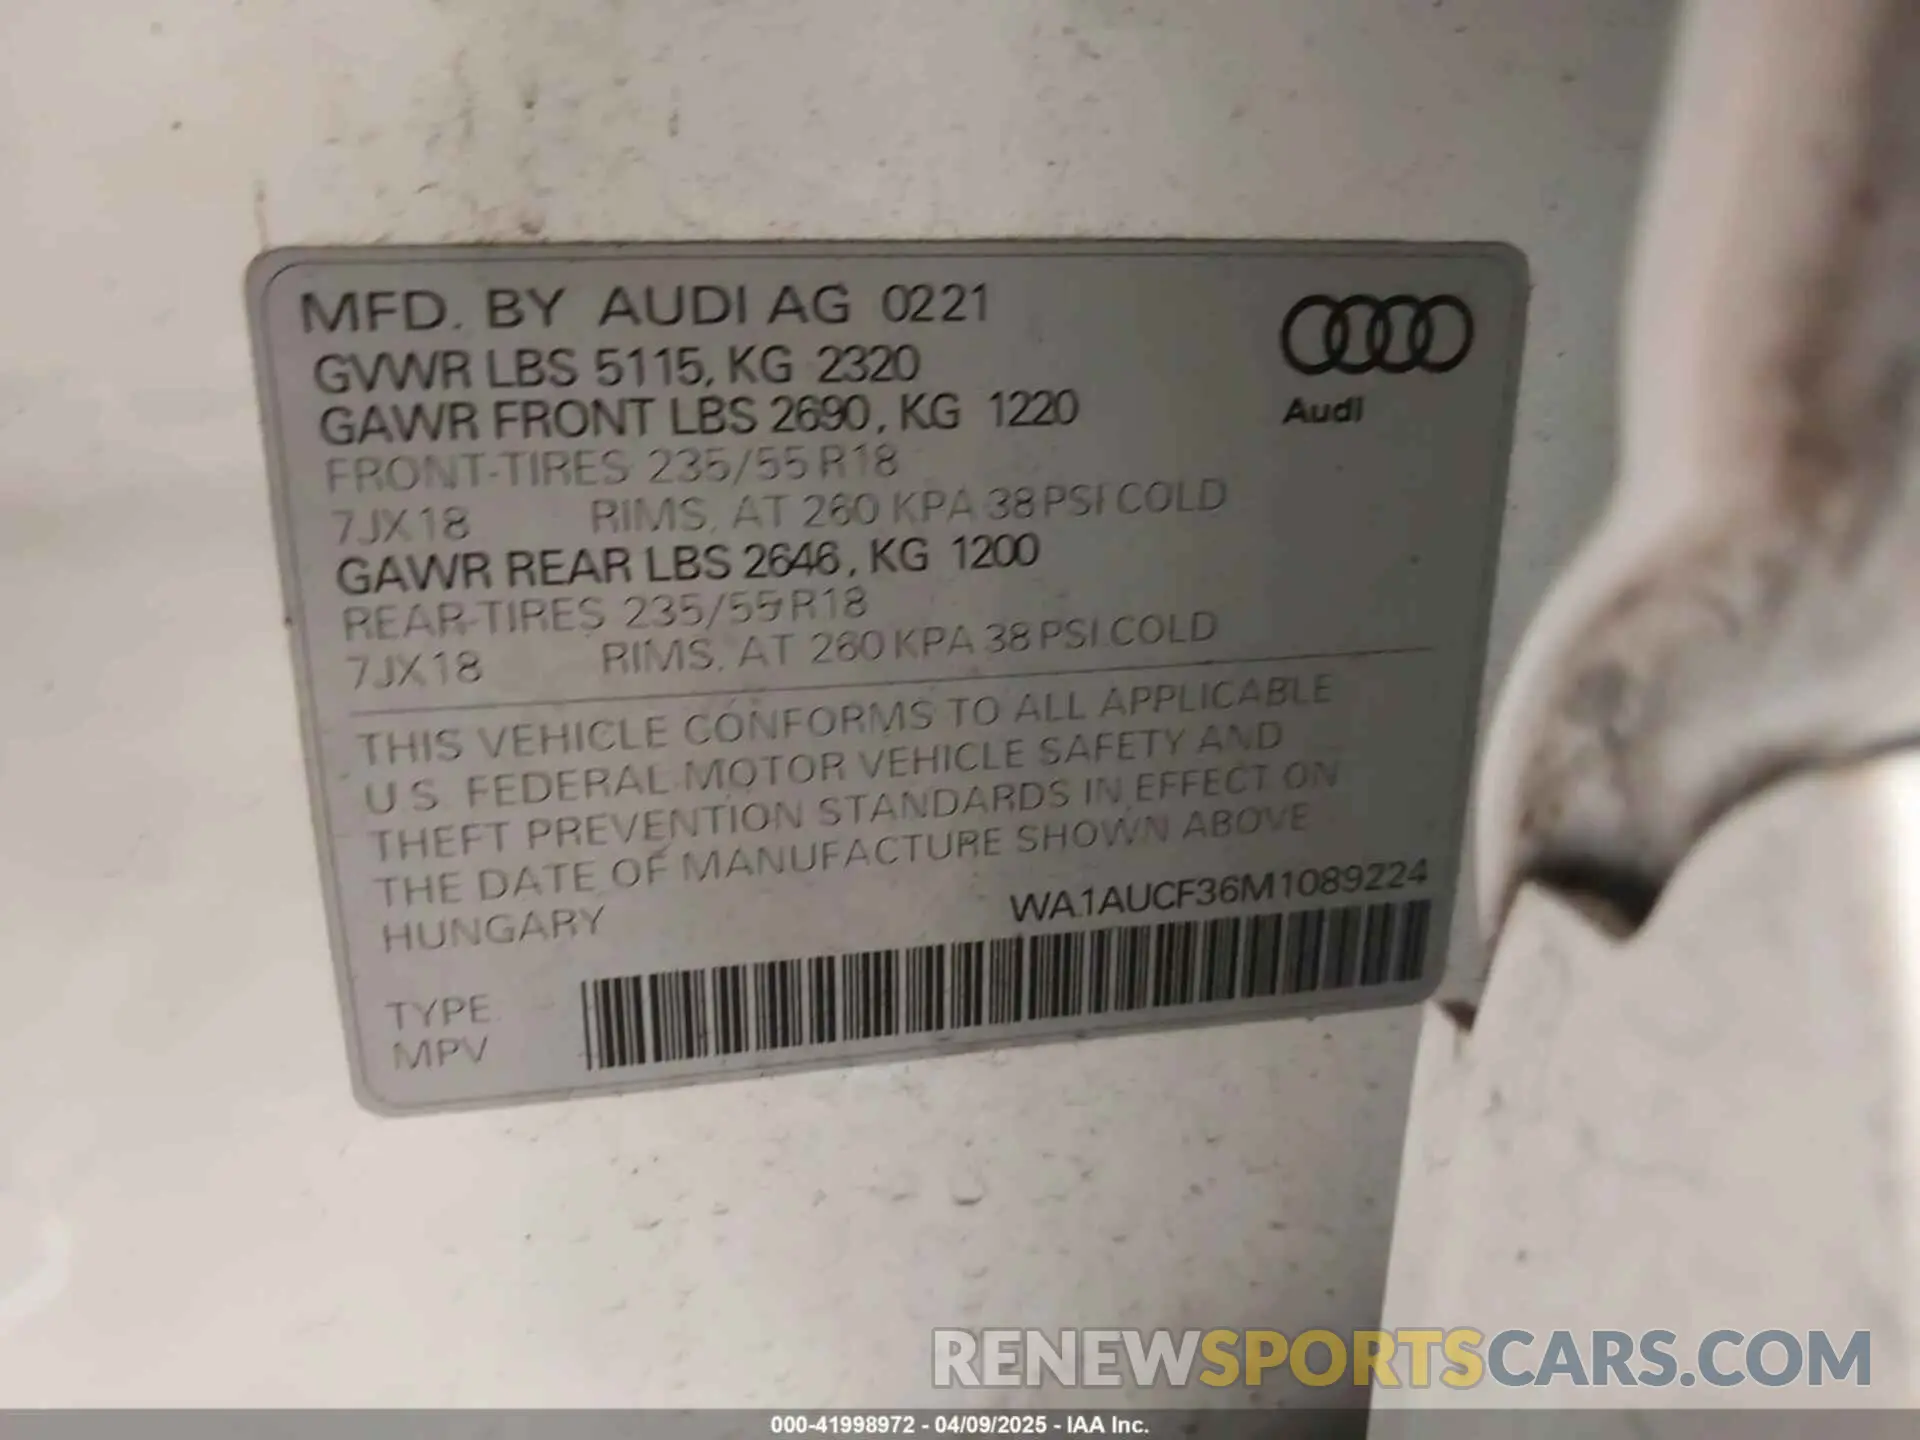 MFD. BY AUDI AG 0221
GVWR LBS 5115, KG 2320
GAWR FRONT LBS 2690, KG 1220
FRONT-TIRES 235/55 R18
7JX18 RIMS, AT 260 KPA 38 PSI COLD
GAWR REAR LBS 2646, KG 1200
REAR-TIRES 235/55 R18
7JX18 RIMS, AT 260 KPA 38 PSI COLD
Audi
THIS VEHICLE CONFORMS TO ALL APPLICABLE
U.S. FEDERAL MOTOR VEHICLE SAFETY AND
THEFT PREVENTION STANDARDS IN EFFECT ON
THE DATE OF MANUFACTURE SHOWN ABOVE
HUNGARY WA1AUCF36M1089224
TYPE:
MPV
RENEWSPORTSCARS.COM
000-41998972 - 04/09/2025 - IAA Inc.